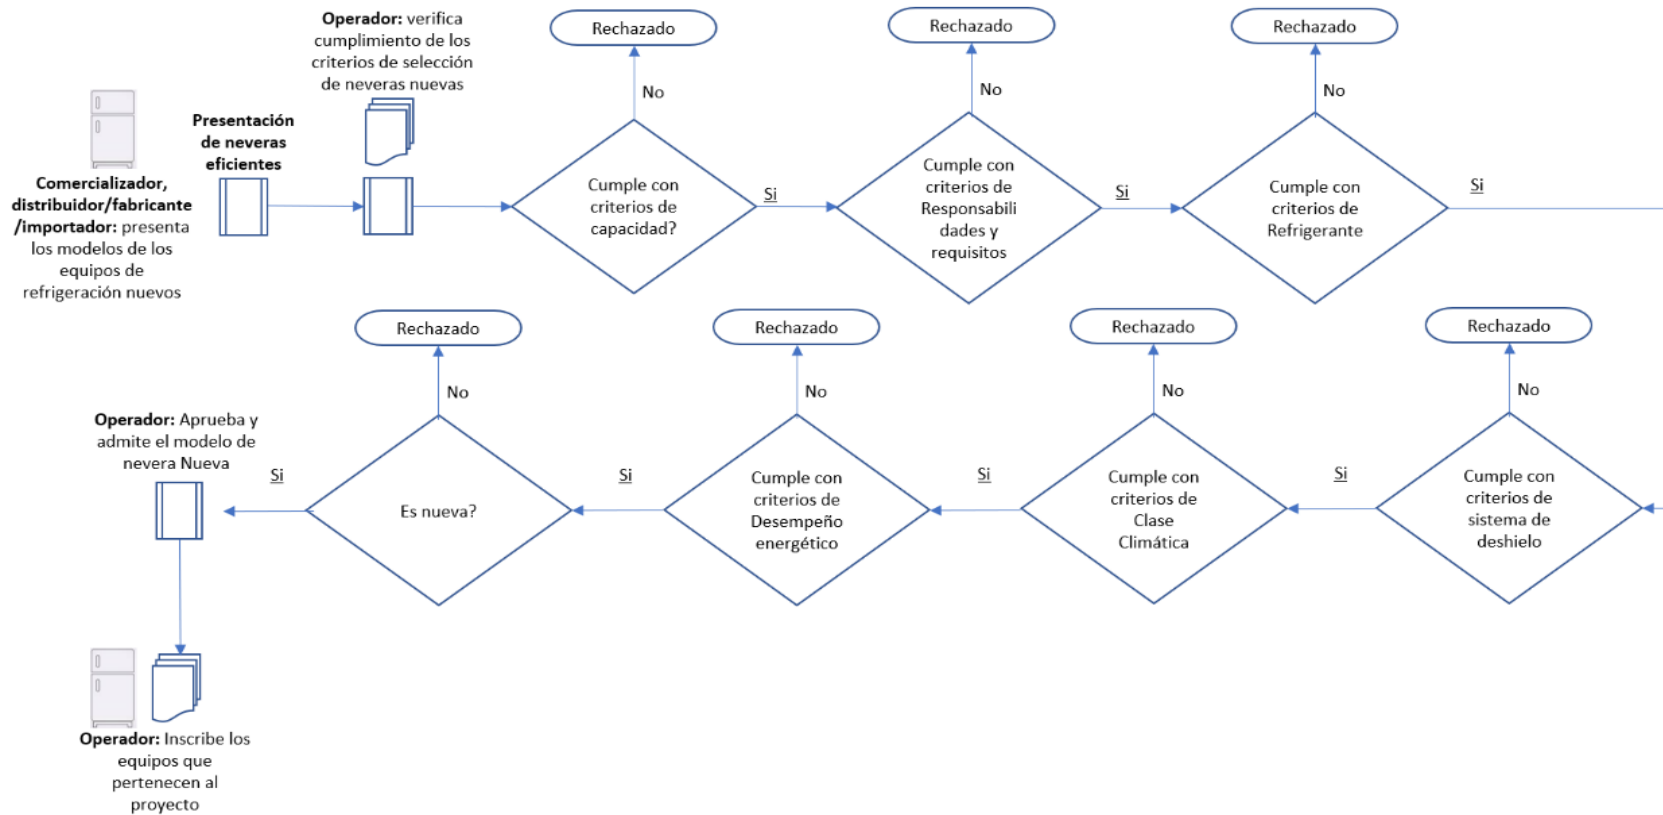 Comercializador,
distribuidor/fabricante
/importador: presenta
los modelos de los
equipos de
refrigeración nuevos
Presentación
de neveras
eficientes
Operador: verifica
cumplimiento de los
criterios de selección
de neveras nuevas
Rechazado
No
Cumple con
criterios de
capacidad?
Si
Rechazado
No
Cumple con
criterios de
Responsabili
dades y
requisitos
Si
Rechazado
No
Cumple con
criterios de
Refrigerante
Si
Rechazado
No
Cumple con
criterios de
sistema de
deshielo
Si
Rechazado
No
Cumple con
criterios de
Clase
Climática
Si
Rechazado
No
Cumple con
criterios de
Desempeño
energético
Si
Rechazado
No
Es nueva?
Si
Operador: Aprueba y
admite el modelo de
nevera Nueva
Operador: Inscribe los
equipos que
pertenecen al
proyecto